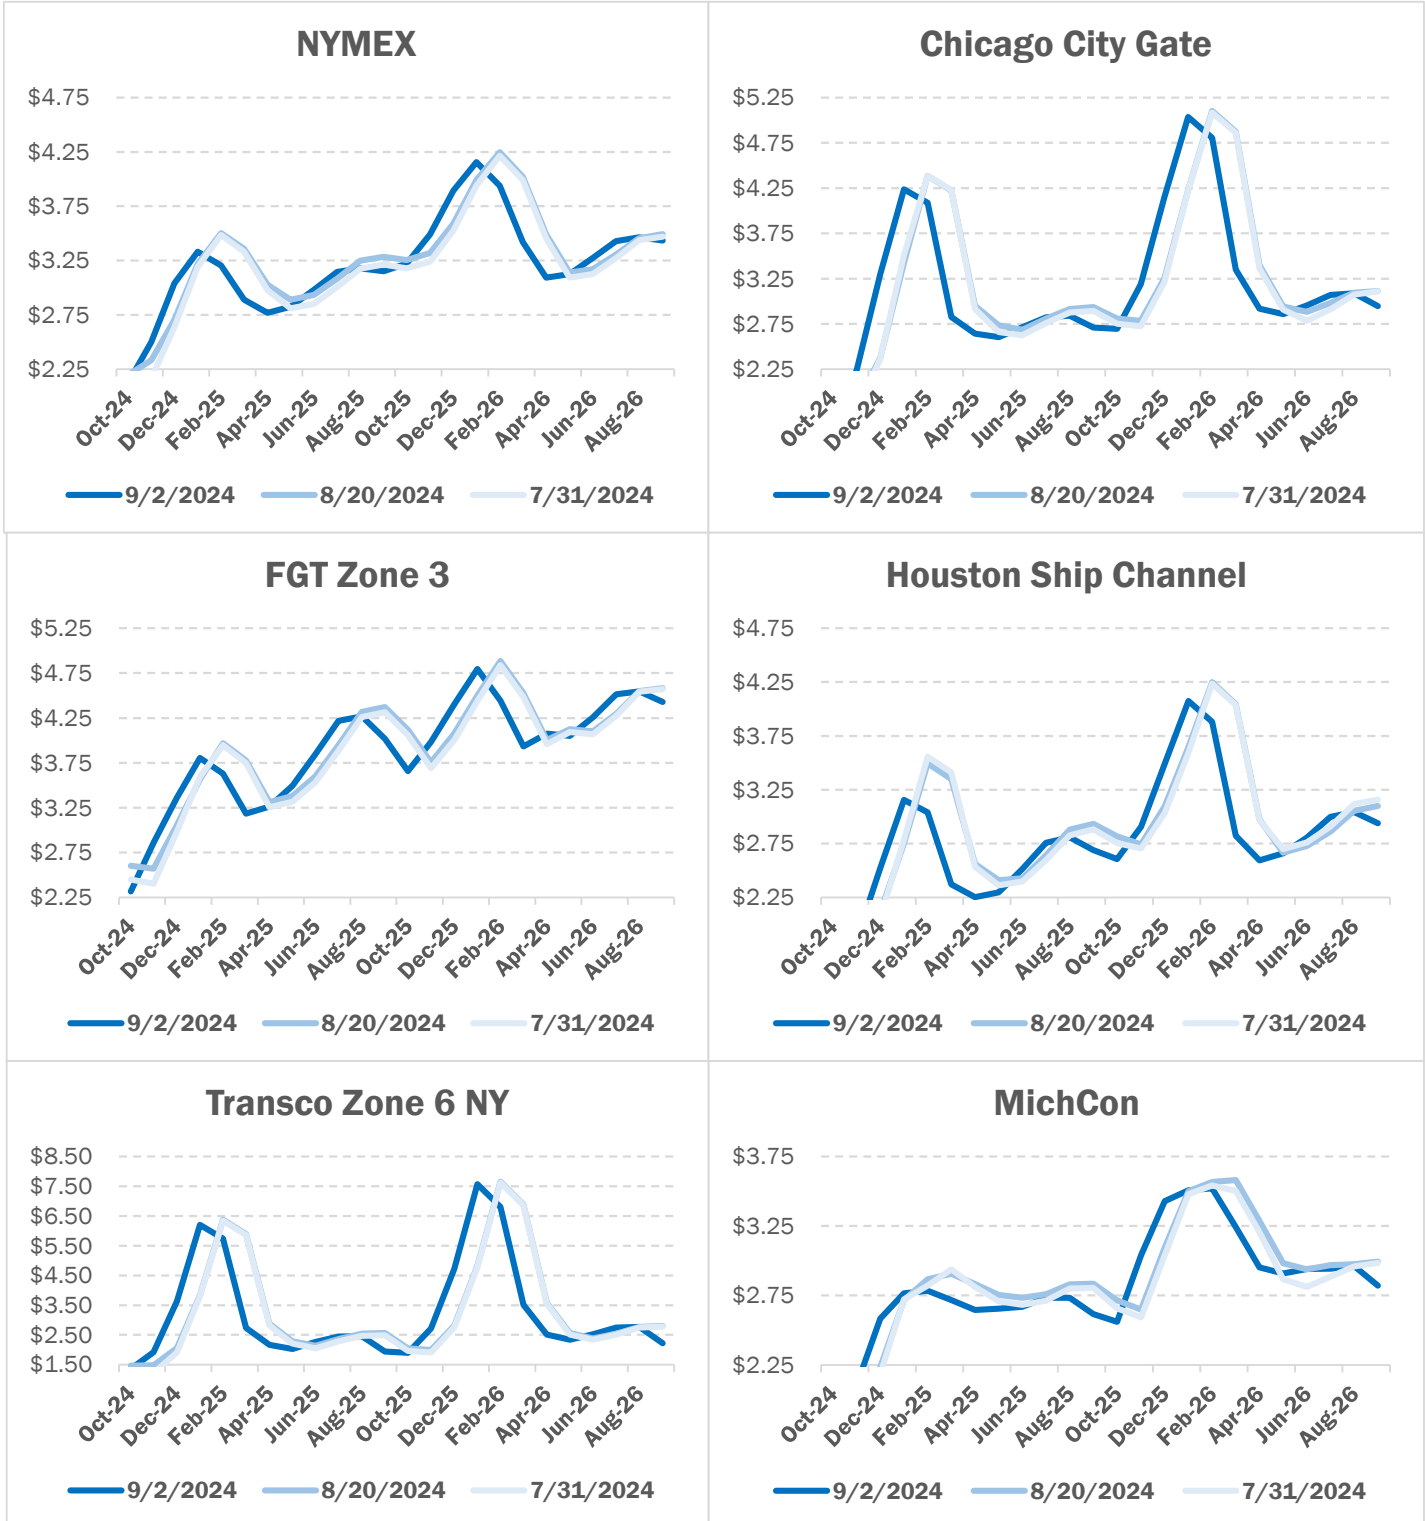 NYMEX
$4.75
$4.25
$3.75
$3.25
$2.75
$2.25
Oct-24 Dec-24 Feb-25 Apr-25 Jun-25 Aug-25 Oct-25 Dec-25 Feb-26 Apr-26 Jun-26 Aug-26
9/2/2024 8/20/2024 7/31/2024
Chicago City Gate
$5.25
$4.75
$4.25
$3.75
$3.25
$2.75
$2.25
Oct-24 Dec-24 Feb-25 Apr-25 Jun-25 Aug-25 Oct-25 Dec-25 Feb-26 Apr-26 Jun-26 Aug-26
9/2/2024 8/20/2024 7/31/2024
FGT Zone 3
$5.25
$4.75
$4.25
$3.75
$3.25
$2.75
$2.25
Oct-24 Dec-24 Feb-25 Apr-25 Jun-25 Aug-25 Oct-25 Dec-25 Feb-26 Apr-26 Jun-26 Aug-26
9/2/2024 8/20/2024 7/31/2024
Houston Ship Channel
$4.75
$4.25
$3.75
$3.25
$2.75
$2.25
Oct-24 Dec-24 Feb-25 Apr-25 Jun-25 Aug-25 Oct-25 Dec-25 Feb-26 Apr-26 Jun-26 Aug-26
9/2/2024 8/20/2024 7/31/2024
Transco Zone 6 NY
$8.50
$7.50
$6.50
$5.50
$4.50
$3.50
$2.50
$1.50
Oct-24 Dec-24 Feb-25 Apr-25 Jun-25 Aug-25 Oct-25 Dec-25 Feb-26 Apr-26 Jun-26 Aug-26
9/2/2024 8/20/2024 7/31/2024
MichCon
$3.75
$3.25
$2.75
$2.25
Oct-24 Dec-24 Feb-25 Apr-25 Jun-25 Aug-25 Oct-25 Dec-25 Feb-26 Apr-26 Jun-26 Aug-26
9/2/2024 8/20/2024 7/31/2024